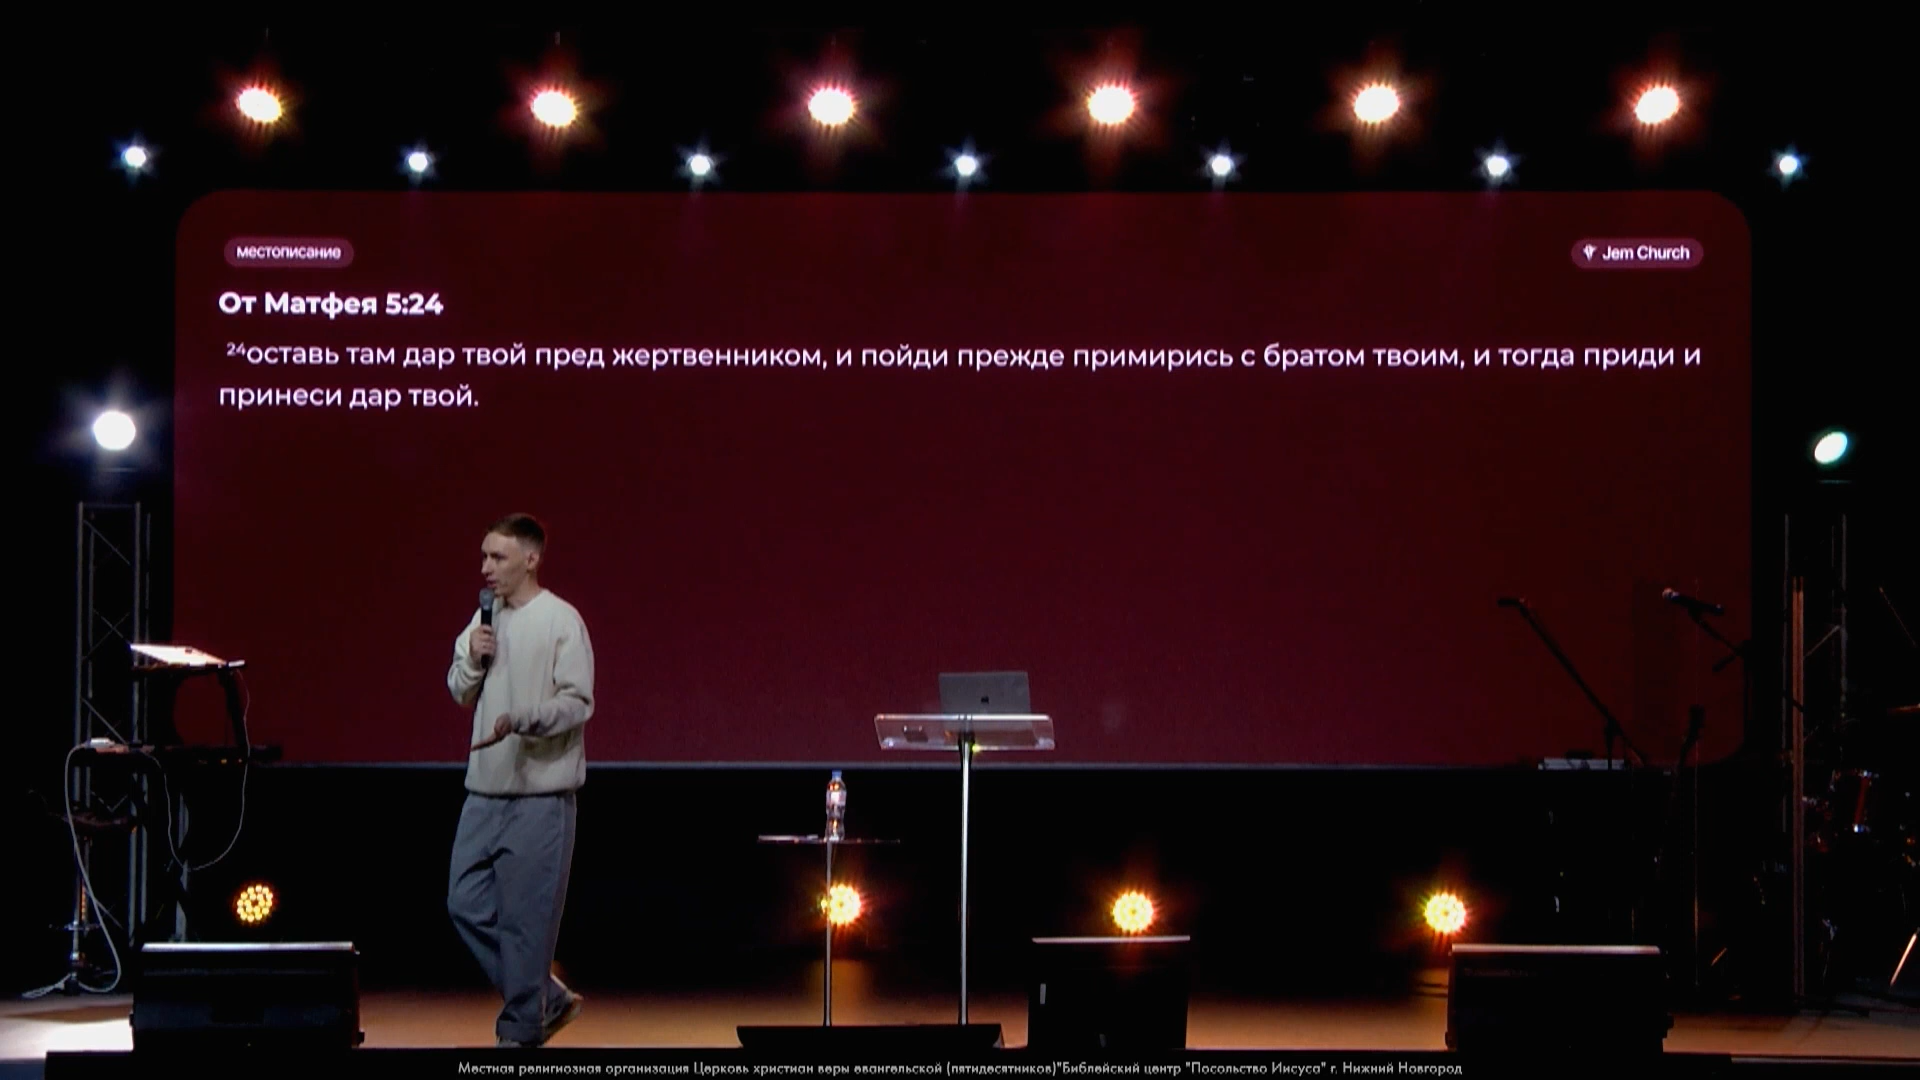 местописание
Jem Church
От Матфея 5:24
²⁴оставь там дар твой пред жертвенником, и пойди прежде примирись с братом твоим, и тогда приди и
принеси дар твой.
Местная религиозная организация Церковь христиан веры евангельской (пятидесятников)"Библейский центр "Посольство Иисуса" г. Нижний Новгород